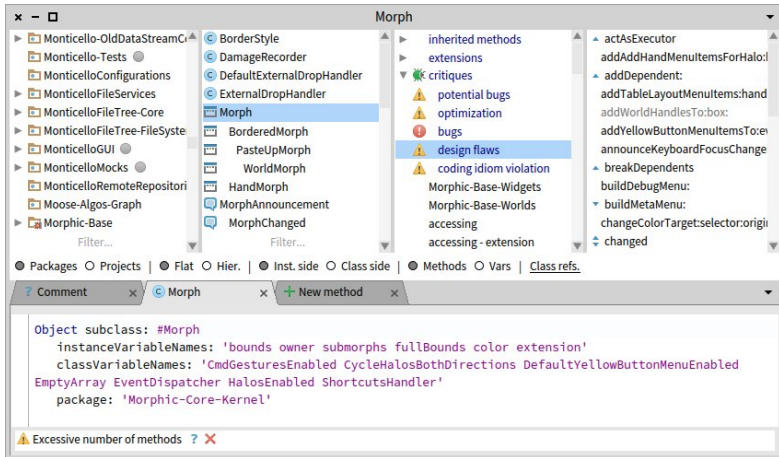 Morph
Monticello-OldDataStreamCo
Monticello-Tests
MonticelloConfigurations
MonticelloFileServices
MonticelloFileTree-Core
MonticelloFileTree-FileSystem
MonticelloGUI
MonticelloMocks
MonticelloRemoteRepositori
Moose-Algos-Graph
Morphic-Base
Filter...
BorderStyle
DamageRecorder
DefaultExternalDropHandler
ExternalDropHandler
Morph
BorderedMorph
PasteUpMorph
WorldMorph
HandMorph
MorphAnnouncement
MorphChanged
Filter...
inherited methods
extensions
critiques
potential bugs
optimization
bugs
design flaws
coding idiom violation
Morphic-Base-Widgets
Morphic-Base-Worlds
accessing
accessing - extension
actAsExecutor
addAddHandMenuItemsForHalo:
addDependent:
addTableLayoutMenuItems:hand
addWorldHandlesTo:box:
addYellowButtonMenuItemsTo:ev
announceKeyboardFocusChange
breakDependents
buildDebugMenu:
buildMetaMenu:
changeColorTarget:selector:origin
changed
Packages Projects | Flat Hier. | Inst. side Class side | Methods Vars | Class refs.
? Comment x Morph x + New method x
Object subclass: #Morph
instanceVariableNames: 'bounds owner submorphs fullBounds color extension'
classVariableNames: 'CmdGesturesEnabled CycleHalosBothDirections DefaultYellowButtonMenuEnabled
EmptyArray EventDispatcher HalosEnabled ShortcutsHandler'
package: 'Morphic-Core-Kernel'
Excessive number of methods ?